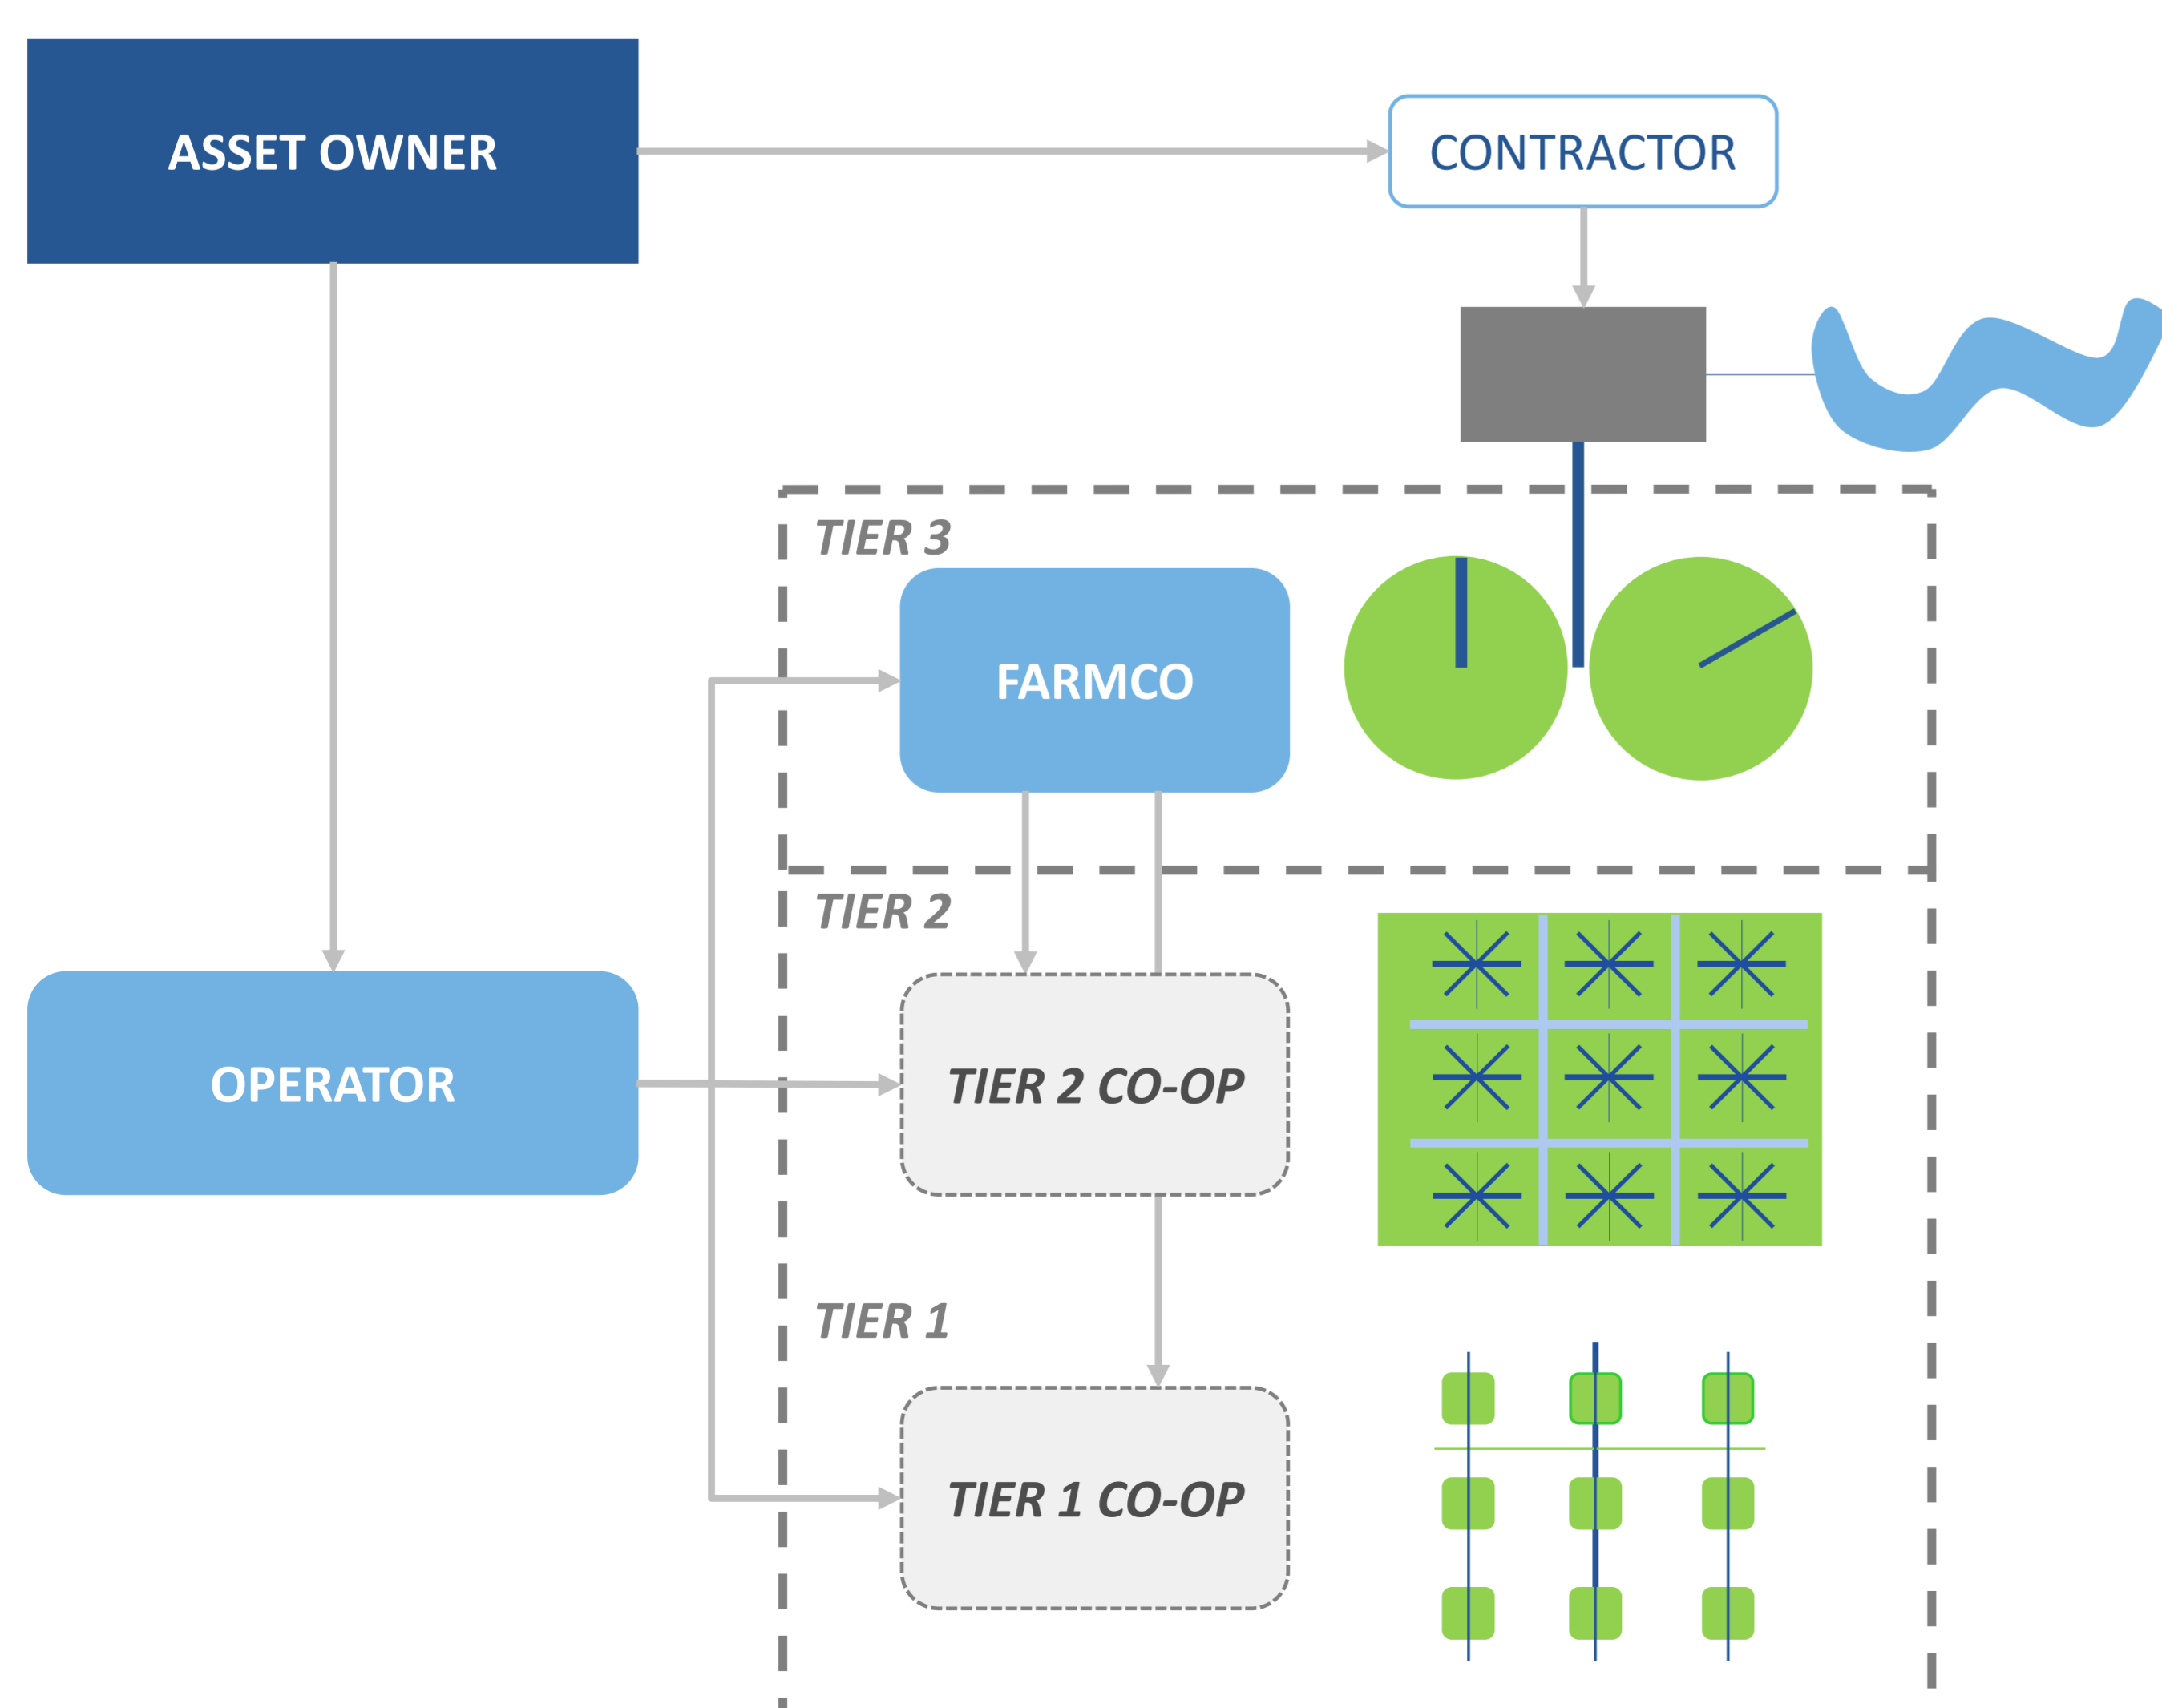 ASSET OWNER
CONTRACTOR
TIER 3
FARMCO
TIER 2
OPERATOR
TIER 2 CO-OP
TIER 1
TIER 1 CO-OP